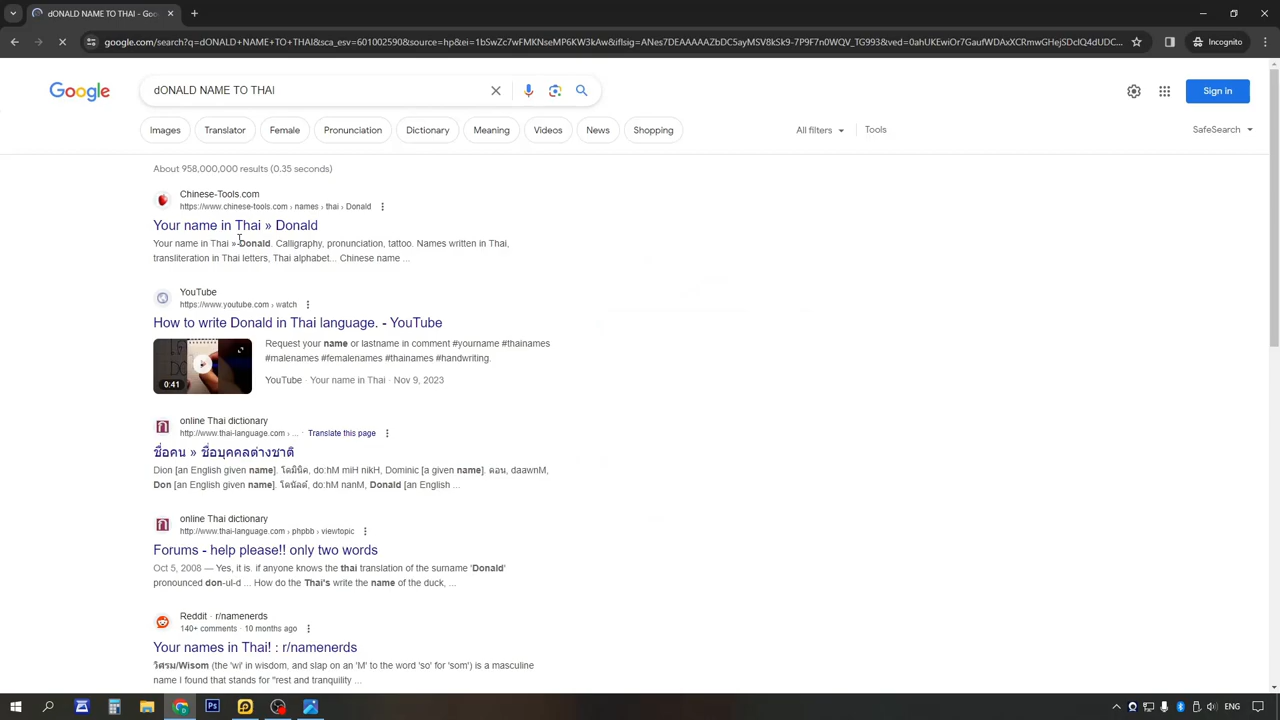 dONALD NAME TO THAI - Goo
google.com/search?q=dONALD+NAME+TO+THAI&sca_esv=601002590&source=hp&ei=1bSwZc7wFMKNseMP6KW3kAw&iflsig=ANes7DEAAAAAZbDC5ayMSV8kSk9-7P9F7n0WQV_TG993&ved=0ahUKEwiOr7GaufWDAxXCRmwGHejSDclQ4dUDC...
Incognito
Google
dONALD NAME TO THAI
Sign in
Images
Translator
Female
Pronunciation
Dictionary
Meaning
Videos
News
Shopping
All filters
Tools
SafeSearch
About 958,000,000 results (0.35 seconds)
Chinese-Tools.com
https://www.chinese-tools.com › names › thai › Donald
Your name in Thai » Donald
Your name in Thai » Donald. Calligraphy, pronunciation, tattoo. Names written in Thai,
transliteration in Thai letters, Thai alphabet... Chinese name ...
YouTube
https://www.youtube.com › watch
How to write Donald in Thai language. - YouTube
Request your name or lastname in comment #yourname #thainames
#malenames #femalenames #thainames #handwriting.
0:41
YouTube · Your name in Thai · Nov 9, 2023
online Thai dictionary
http://www.thai-language.com › ... · Translate this page
ชื่อคน » ชื่อบุคคลต่างชาติ
Dion [an English given name]. โดมินิค, do:hM miH nikH, Dominic [a given name]. ดอน, daawnM,
Don [an English given name]. โดนัลด์, do:hM nanM, Donald [an English ...
online Thai dictionary
http://www.thai-language.com › phpbb › viewtopic
Forums - help please!! only two words
Oct 5, 2008 — Yes, it is. if anyone knows the thai translation of the surname 'Donald'
pronounced don-ul-d ... How do the Thai's write the name of the duck, ...
Reddit · r/namenerds
140+ comments · 10 months ago
Your names in Thai! : r/namenerds
วิศรม/Wisom (the 'wi' in wisdom, and slap on an 'M' to the word 'so' for 'som') is a masculine
name I found that stands for "rest and tranquility ...
ENG